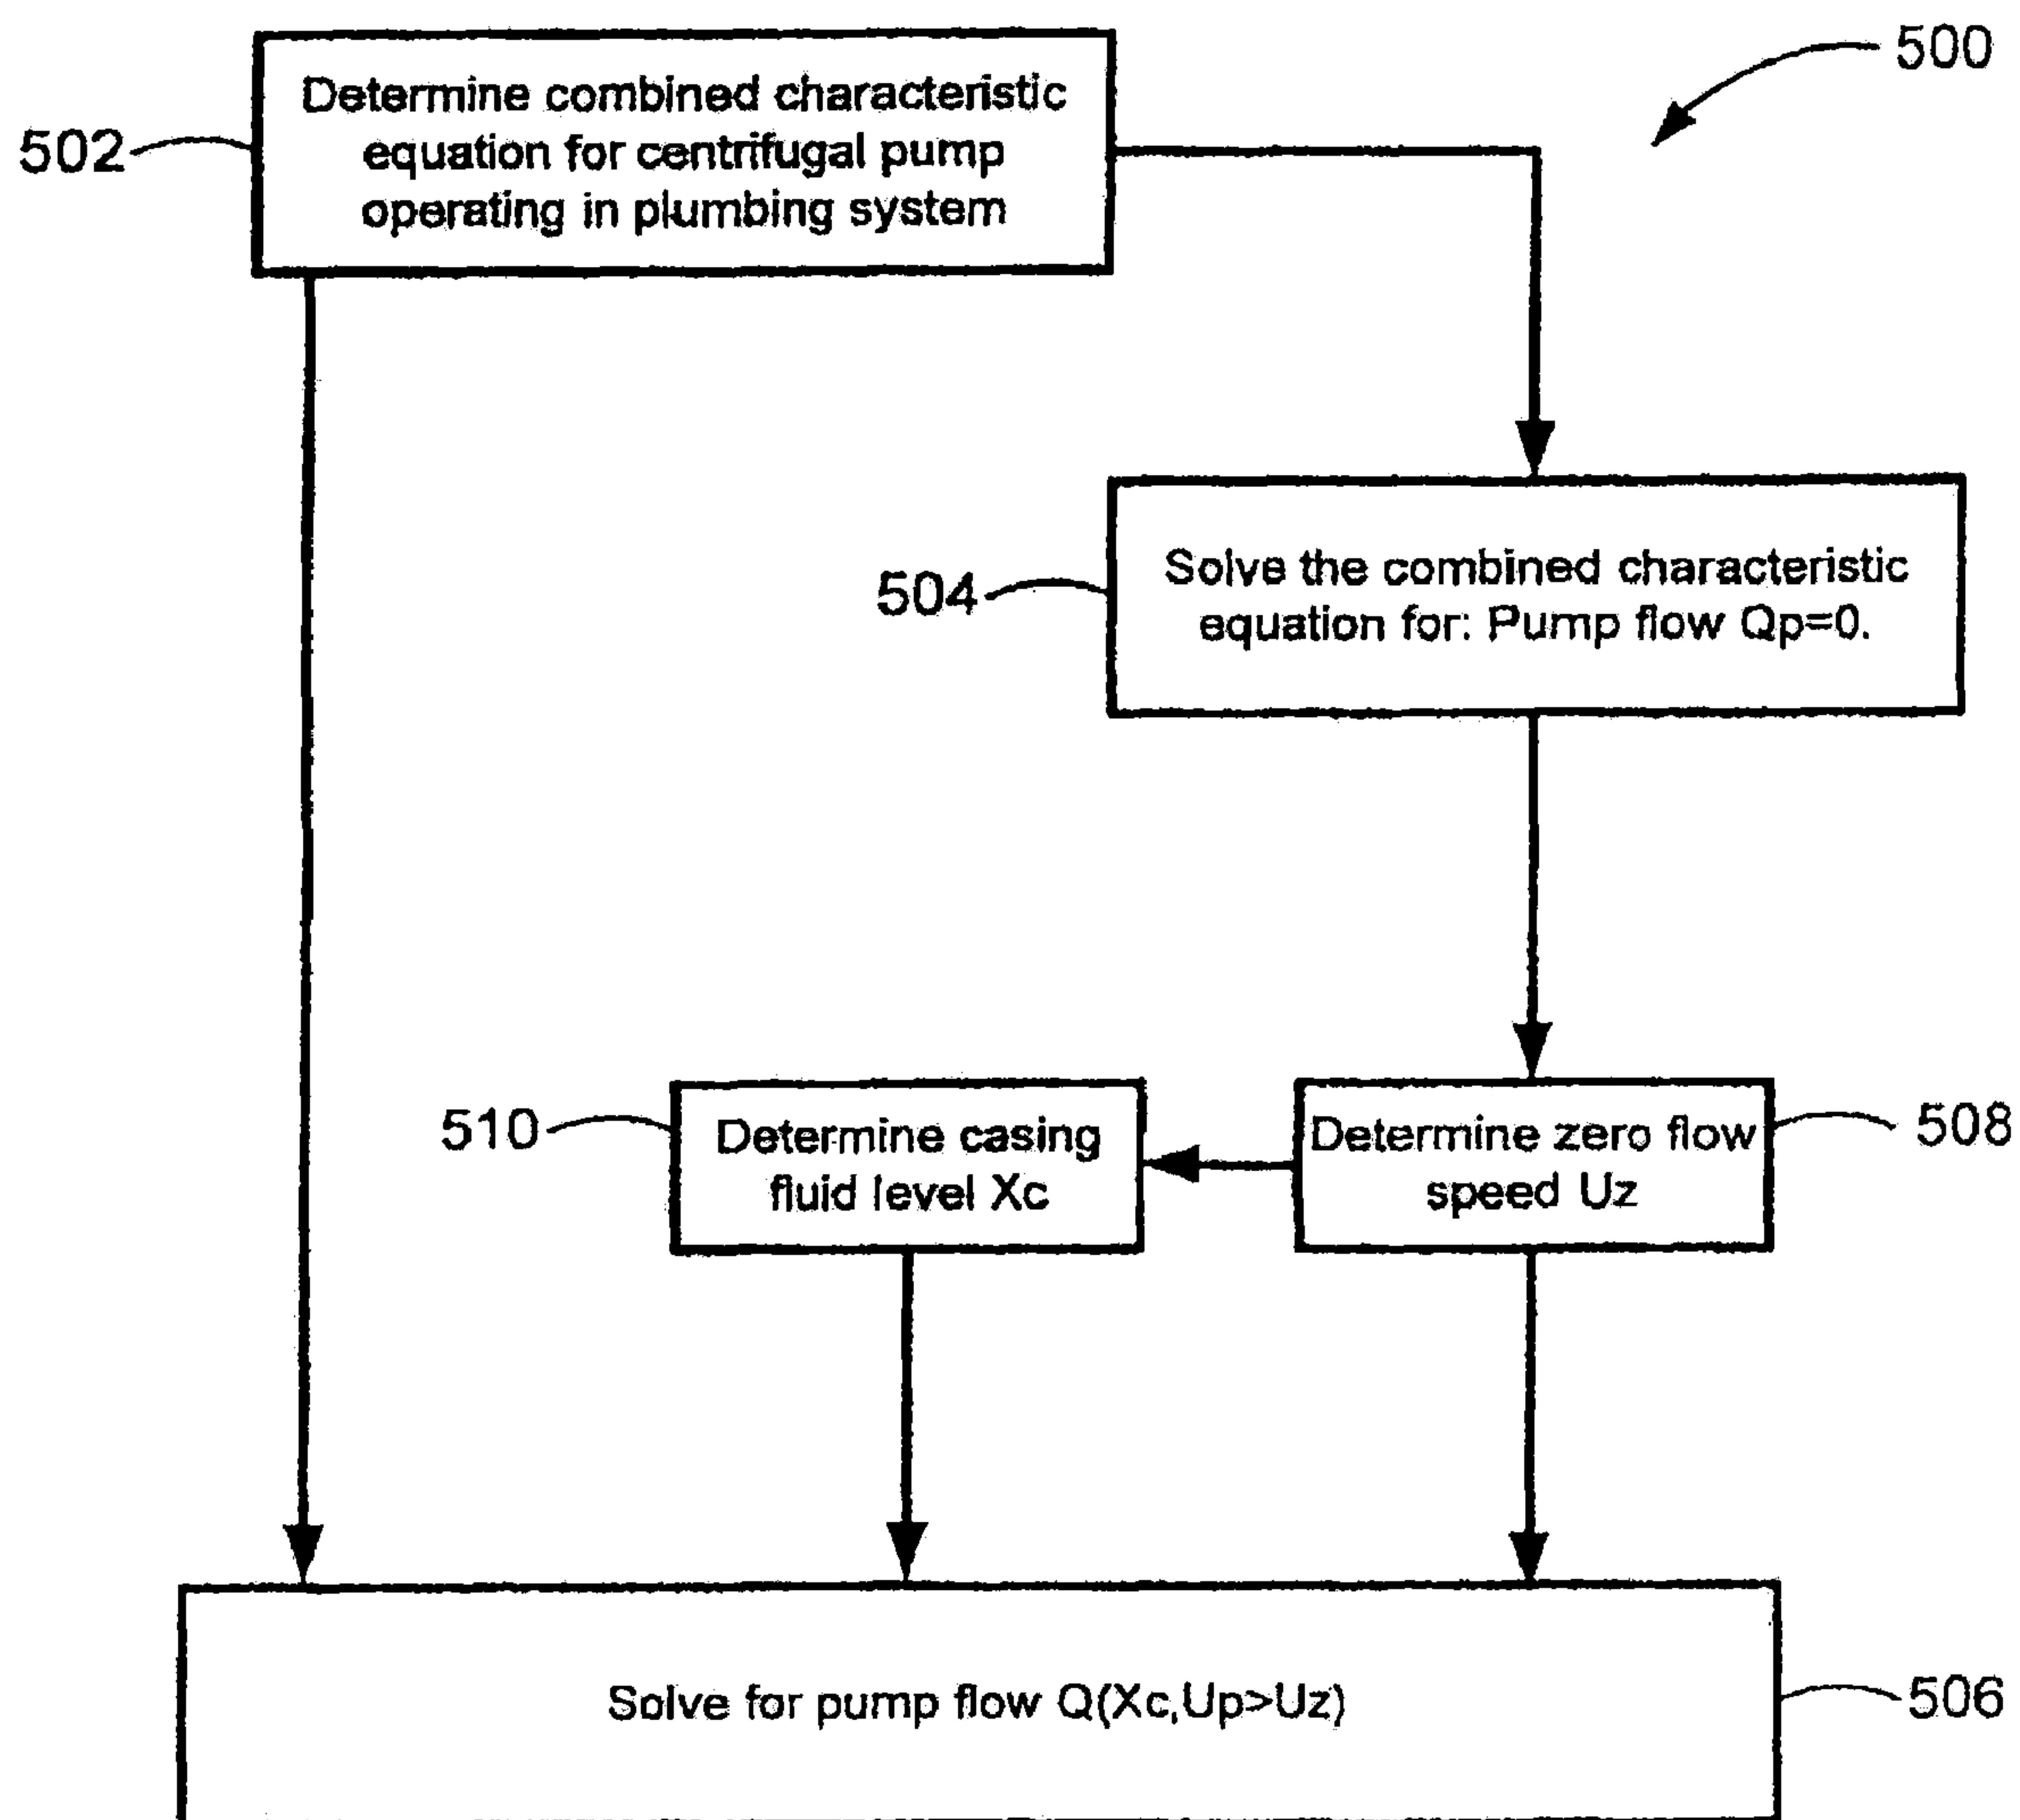 500
Determine combined characteristic
equation for centrifugal pump
operating in plumbing system
502
Solve the combined characteristic
equation for: Pump flow Qp=0.
504
510
Determine casing
fluid level Xc
Determine zero flow
speed Uz
508
Solve for pump flow Q(Xc,Up>Uz)
506